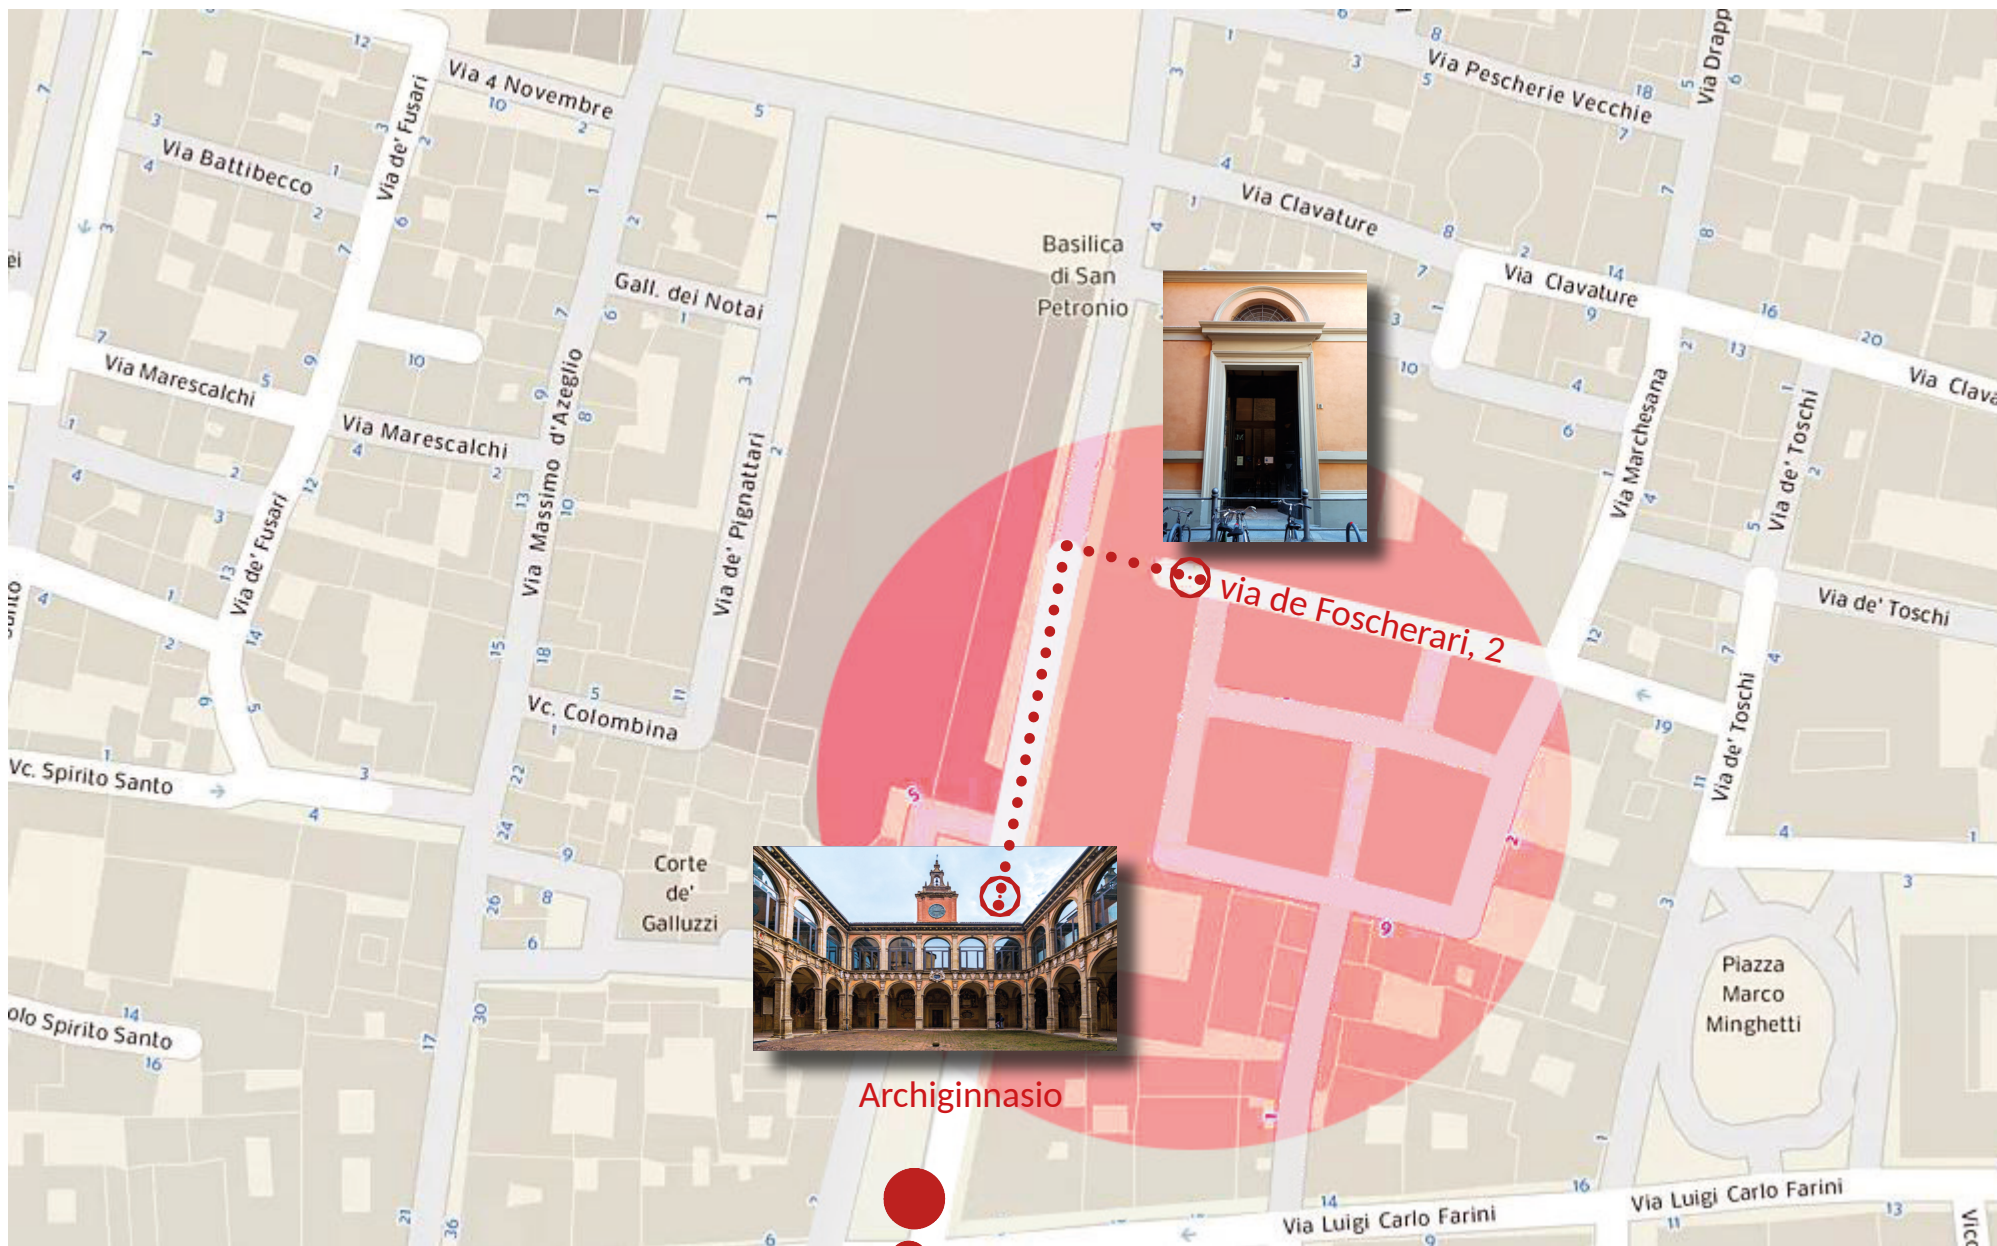 Via 4 Novembre
Via de' Fusari
Via Battibecco
Via Pescherie Vecchie
Via Drapp
Via Clavature
Via Clavature
Via Clava
Basilica
di San
Petronio
Gall. dei Notai
ei
Via Marescalchi
Via Marescalchi
Via Massimo d'Azeglio
Via de' Pignattari
Via de' Fusari
Via Marchesana
Via de' Toschi
Via de' Toschi
Via de' Toschi
via de Foscherari, 2
Vc. Colombina
Vc. Spirito Santo
Corte
de'
Galluzzi
olo Spirito Santo
Archiginnasio
Piazza
Marco
Minghetti
Via Luigi Carlo Farini
Via Luigi Carlo Farini